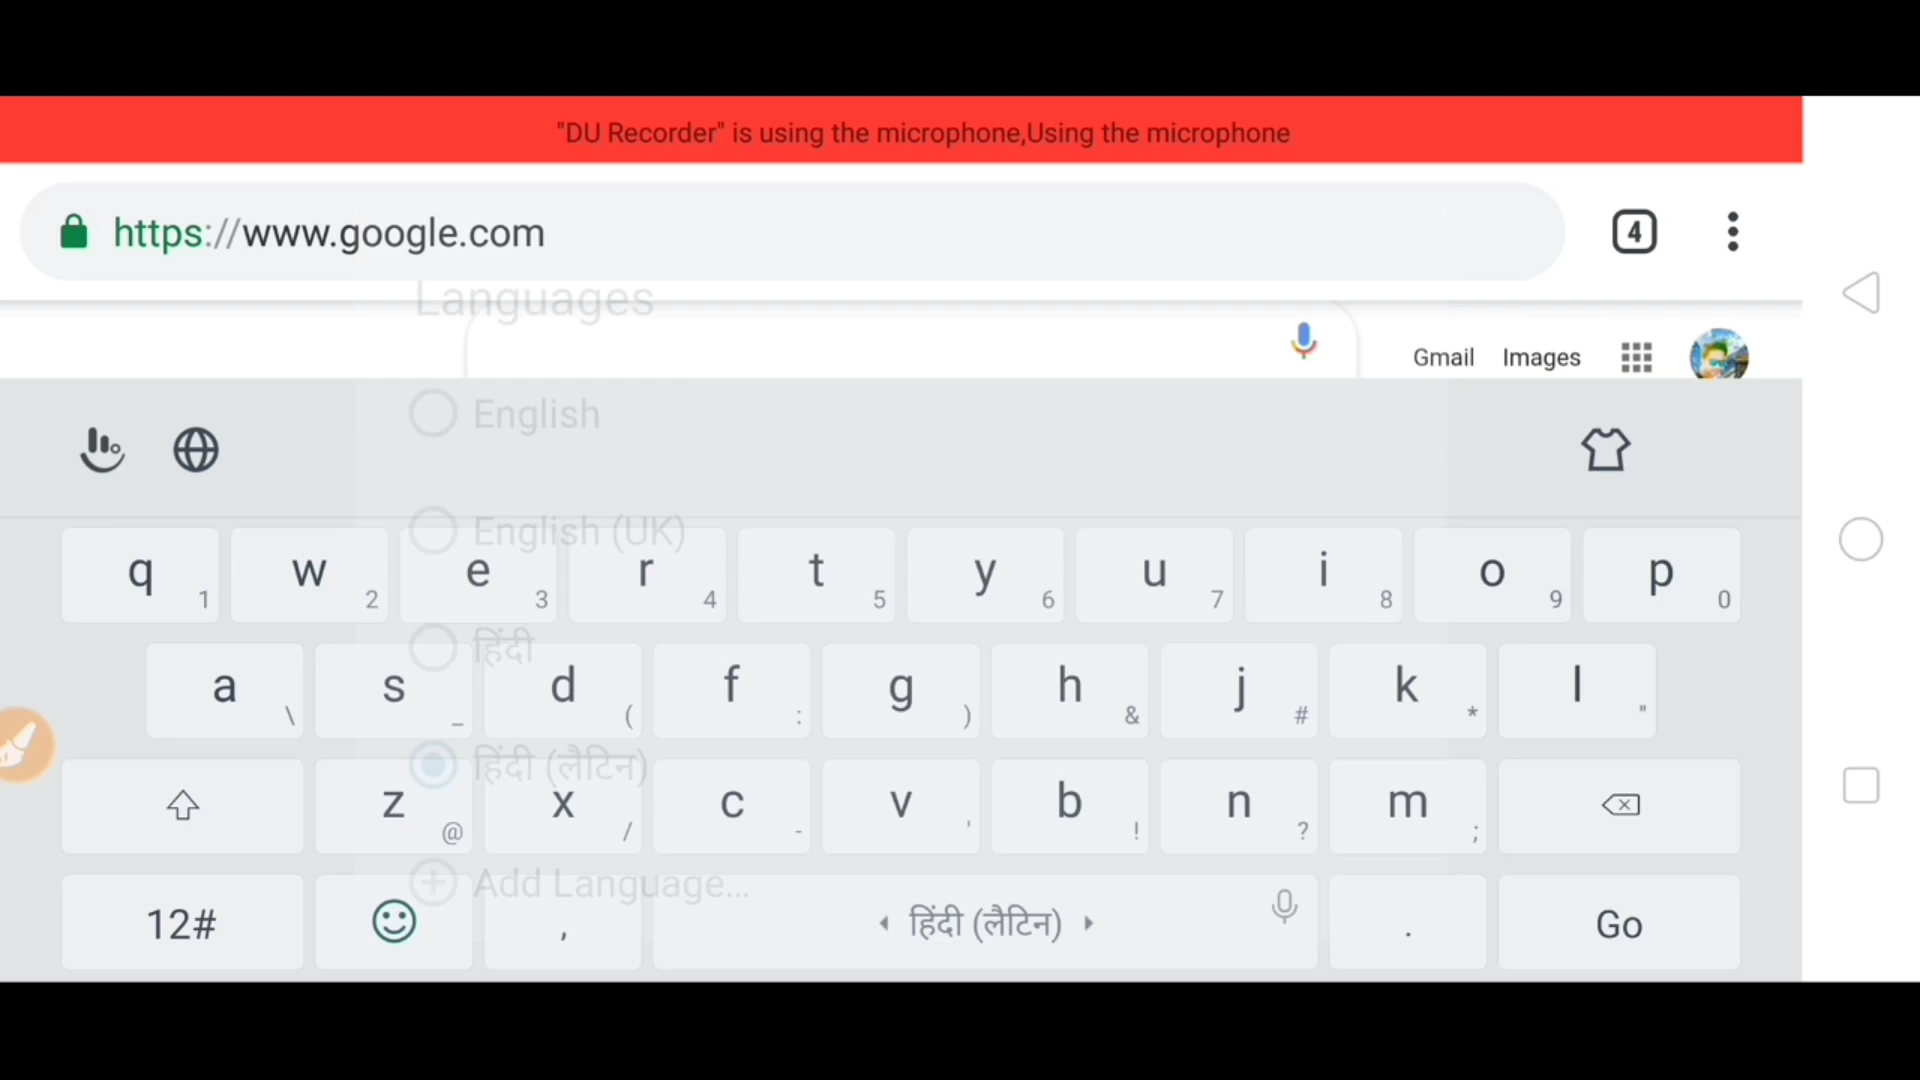 "DU Recorder" is using the microphone,Using the microphone
https://www.google.com
4
Languages
Gmail Images
English
English (UK)
q 1 w 2 e 3 r 4 t 5 y 6 u 7 i 8 o 9 p 0
हिंदी
a \ s _ d ( f : g ) h & j # k * l "
हिंदी (लैटिन)
z @ x / c - v ' b ! n ? m ;
Add Language...
12# , हिंदी (लैटिन) . Go